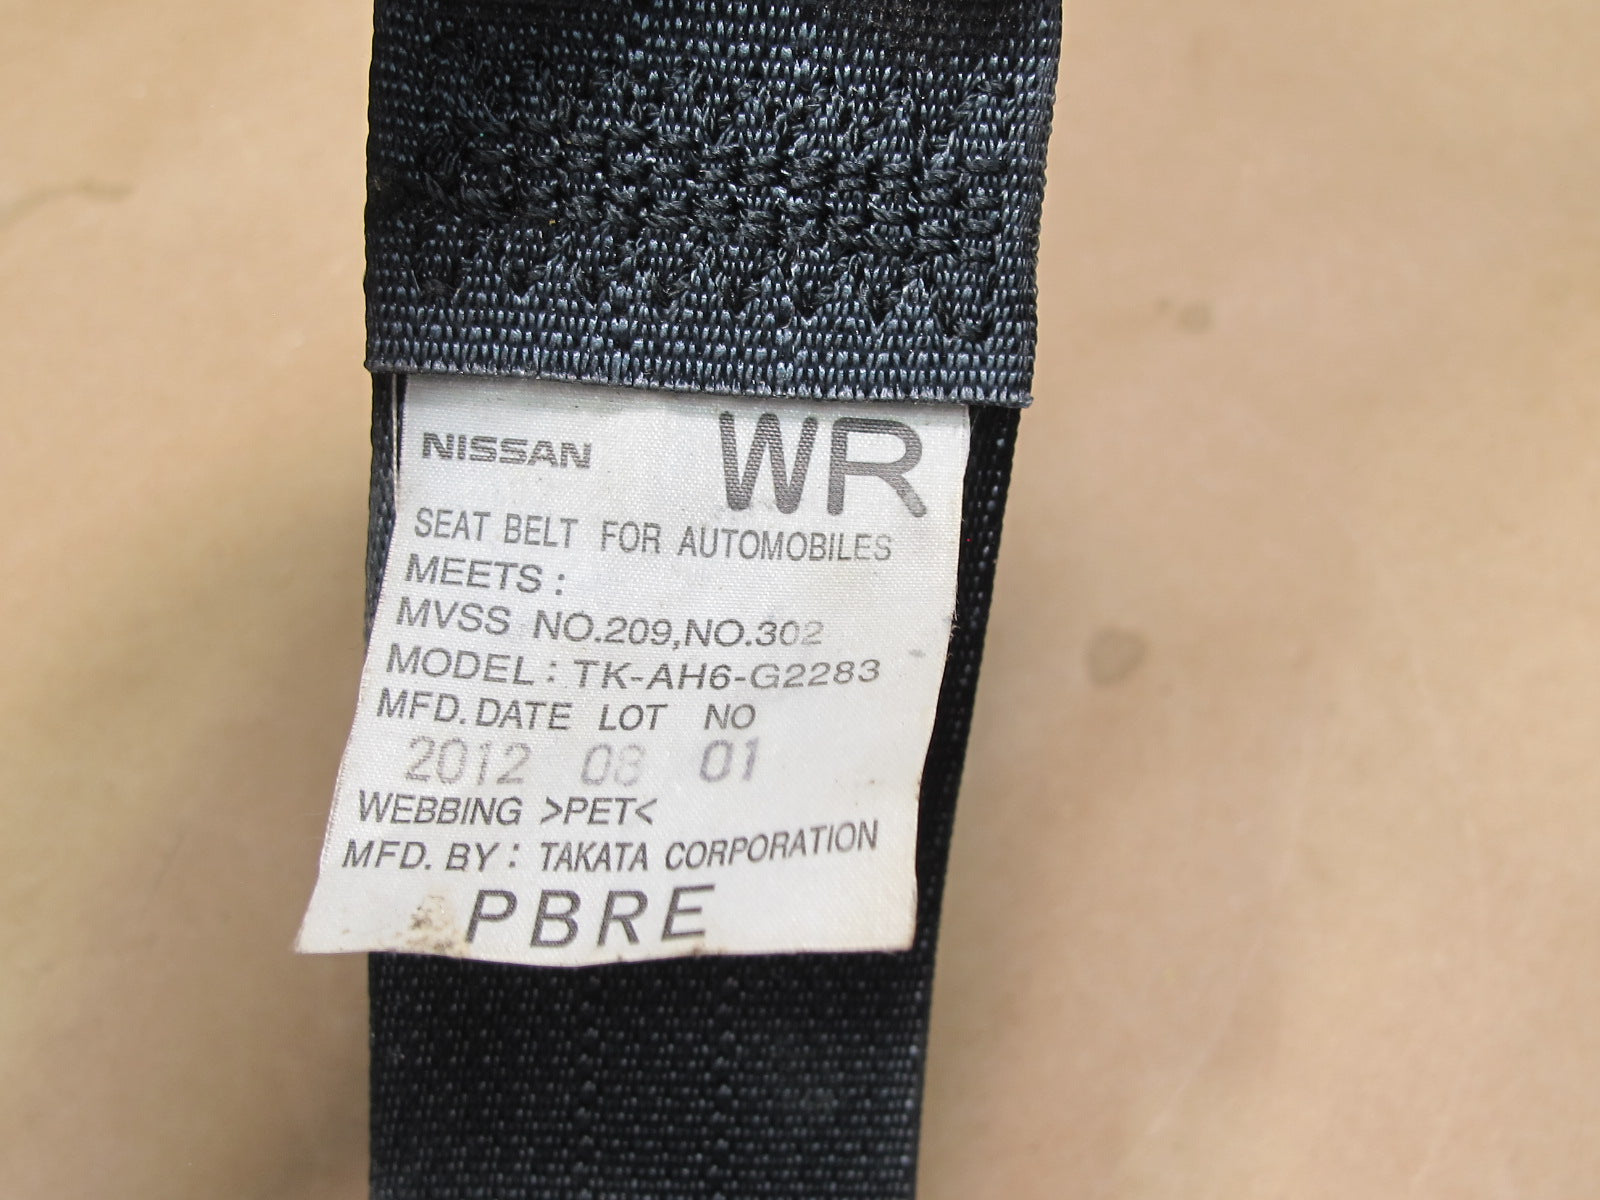 NISSAN WR
SEAT BELT FOR AUTOMOBILES
MEETS :
MVSS NO.209,NO.302
MODEL : TK-AH6-G2283
MFD. DATE LOT NO
2012 08 01
WEBBING >PET<
MFD. BY : TAKATA CORPORATION
PBRE